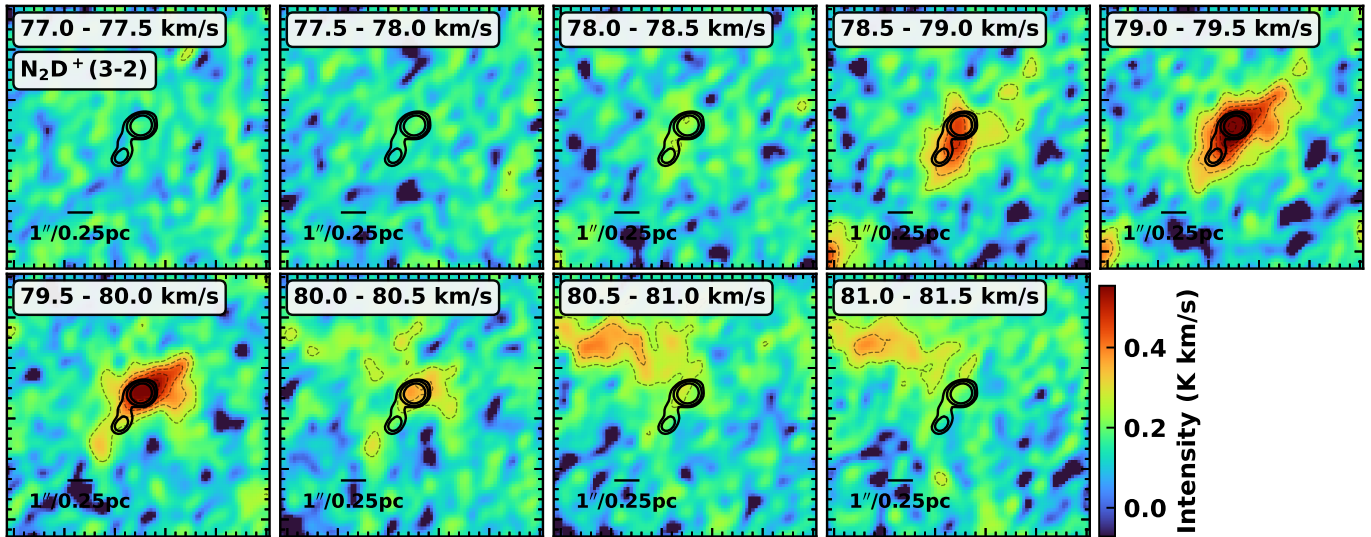 77.0 - 77.5 km/s
N₂D⁺(3-2)
1″/0.25pc
77.5 - 78.0 km/s
1″/0.25pc
78.0 - 78.5 km/s
1″/0.25pc
78.5 - 79.0 km/s
1″/0.25pc
79.0 - 79.5 km/s
1″/0.25pc
79.5 - 80.0 km/s
1″/0.25pc
80.0 - 80.5 km/s
1″/0.25pc
80.5 - 81.0 km/s
1″/0.25pc
81.0 - 81.5 km/s
1″/0.25pc
0.4
0.2
0.0
Intensity (K km/s)